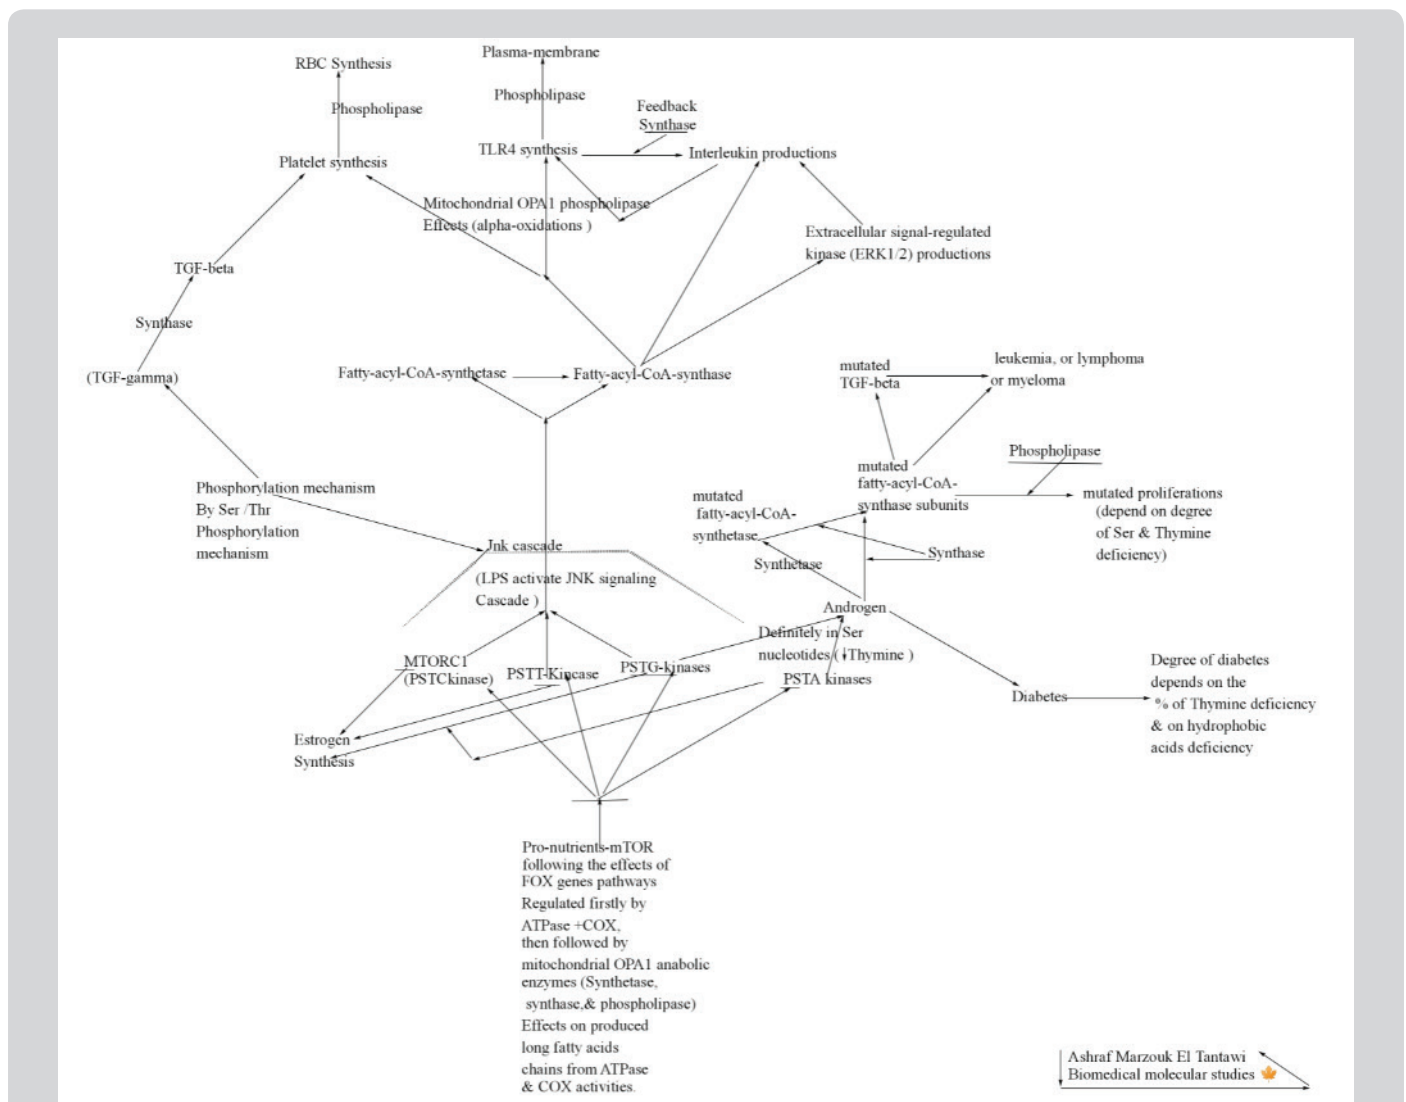 RBC Synthesis
Phospholipase
Platelet synthesis
Plasma-membrane
Phospholipase
TLR4 synthesis
Feedback
Synthase
Interleukin productions
Mitochondrial OPA1 phospholipase
Effects (alpha-oxidations )
Extracellular signal-regulated
kinase (ERK1/2) productions
TGF-beta
Synthase
(TGF-gamma)
Fatty-acyl-CoA-synthetase
Fatty-acyl-CoA-synthase
mutated
TGF-beta
leukemia, or lymphoma
or myeloma
Phosphorylation mechanism
By Ser /Thr
Phosphorylation
mechanism
mutated
fatty-acyl-CoA-
synthase subunits
Phospholipase
mutated proliferations
(depend on degree
of Ser & Thymine
deficiency)
mutated
fatty-acyl-CoA-
synthetase
Synthase
Synthetase
Jnk cascade
(LPS activate JNK signaling
Cascade )
Androgen
Definitely in Ser
nucleotides (↓Thymine )
MTORC1
(PSTCkinase)
PSTT-Kincase
PSTG-kinases
PSTA kinases
Diabetes
Degree of diabetes
depends on the
% of Thymine deficiency
& on hydrophobic
acids deficiency
Estrogen
Synthesis
Pro-nutrients-mTOR
following the effects of
FOX genes pathways
Regulated firstly by
ATPase +COX,
then followed by
mitochondrial OPA1 anabolic
enzymes (Synthetase,
synthase,& phospholipase)
Effects on produced
long fatty acids
chains from ATPase
& COX activities.
Ashraf Marzouk El Tantawi
Biomedical molecular studies 🍁